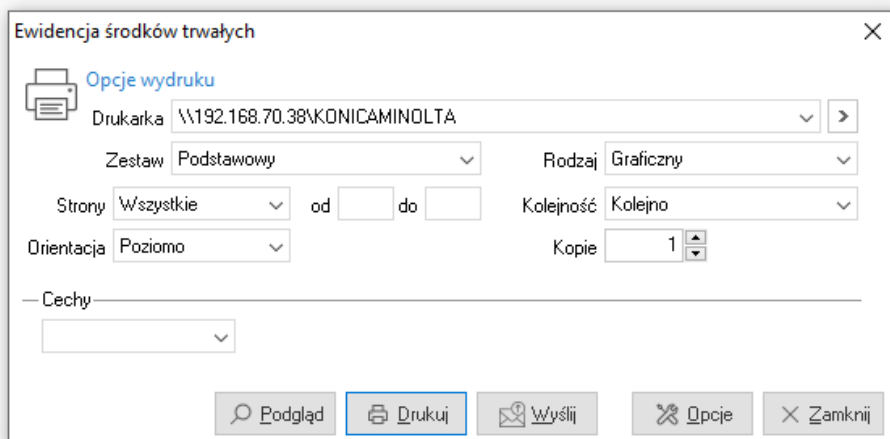 Ewidencja środków trwałych
Opcje wydruku
Drukarka \\192.168.70.38\KONICAMINOLTA
Zestaw Podstawowy Rodzaj Graficzny
Strony Wszystkie od do Kolejność Kolejno
Orientacja Poziomo Kopie 1
Cechy
Podgląd Drukuj Wyślij Opcje Zamknij